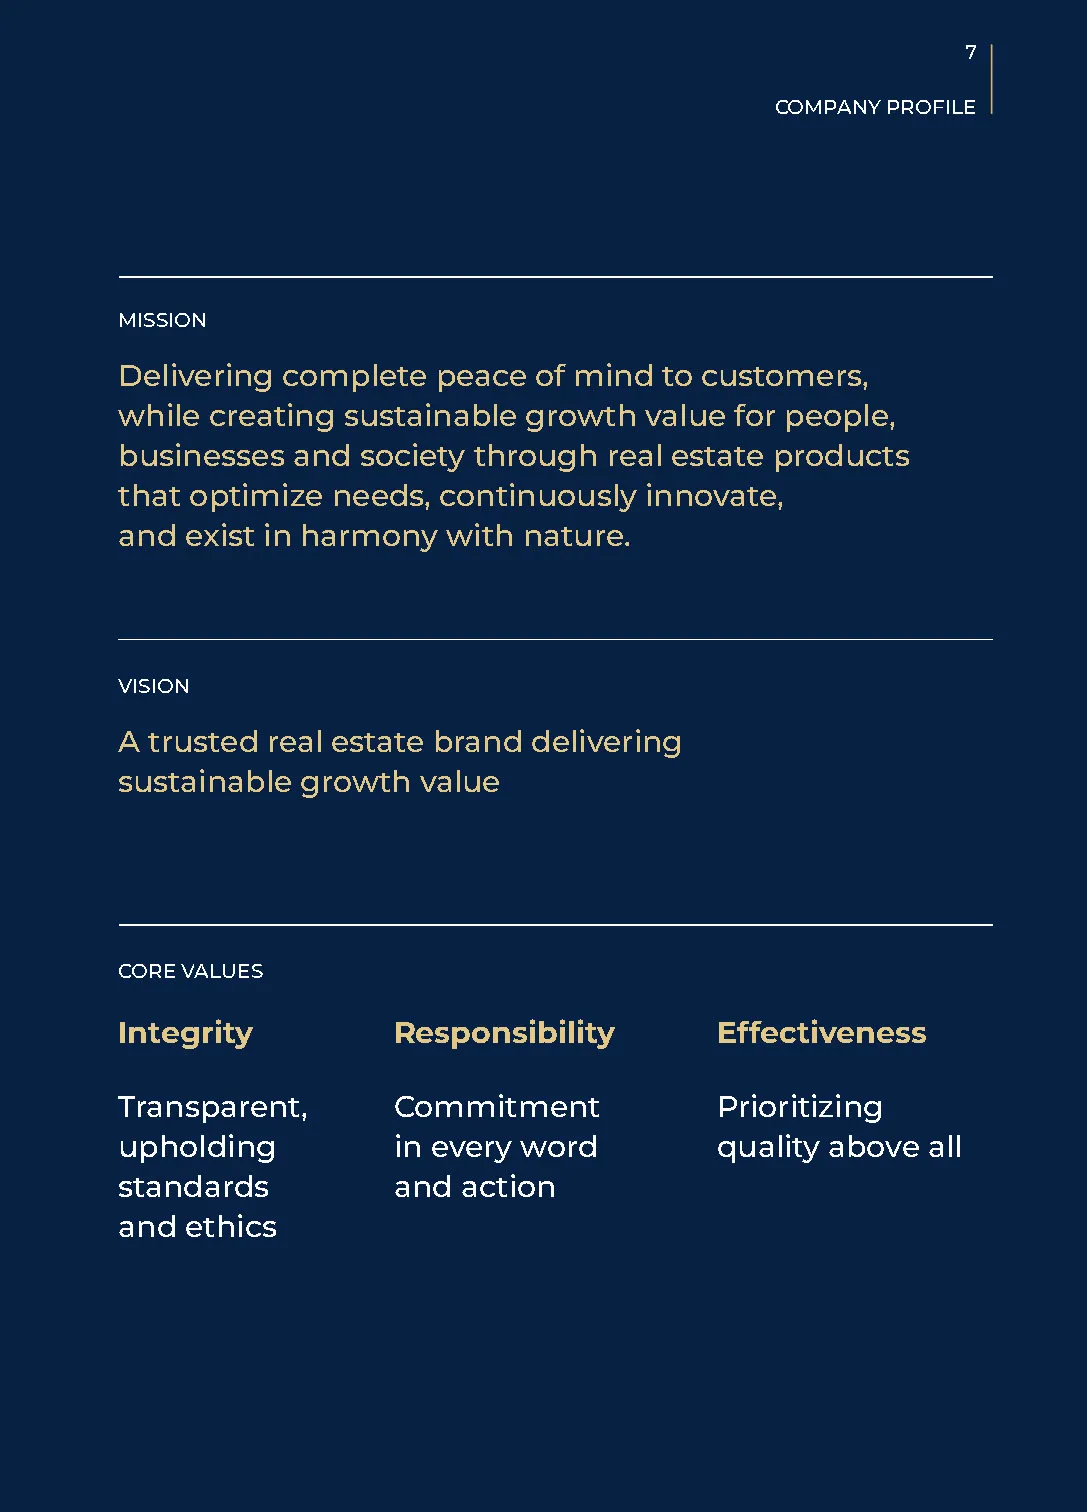 7
COMPANY PROFILE
MISSION
Delivering complete peace of mind to customers,
while creating sustainable growth value for people,
businesses and society through real estate products
that optimize needs, continuously innovate,
and exist in harmony with nature.
VISION
A trusted real estate brand delivering
sustainable growth value
CORE VALUES
Integrity
Transparent,
upholding
standards
and ethics
Responsibility
Commitment
in every word
and action
Effectiveness
Prioritizing
quality above all